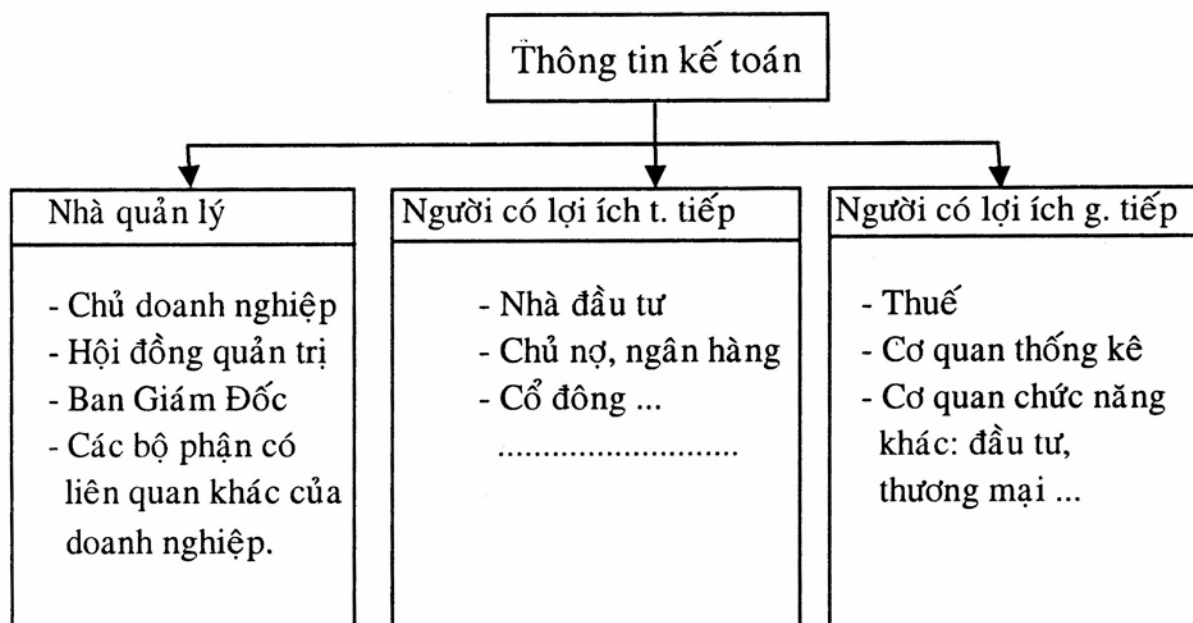 Thông tin kế toán
Nhà quản lý
- Chủ doanh nghiệp
- Hội đồng quản trị
- Ban Giám Đốc
- Các bộ phận có
liên quan khác của
doanh nghiệp.
Người có lợi ích t. tiếp
- Nhà đầu tư
- Chủ nợ, ngân hàng
- Cổ đông ...
...........................
Người có lợi ích g. tiếp
- Thuế
- Cơ quan thống kê
- Cơ quan chức năng
khác: đầu tư,
thương mại ...